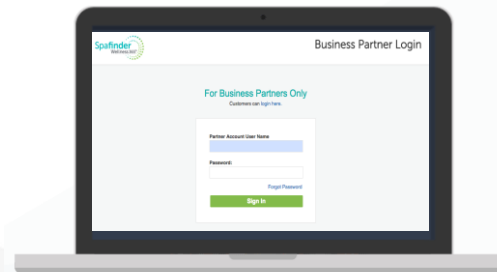 Spafinder
Wellness 365
Business Partner Login
For Business Partners Only
Customers can login here.
Partner Account User Name
Password:
Forgot Password
Sign In